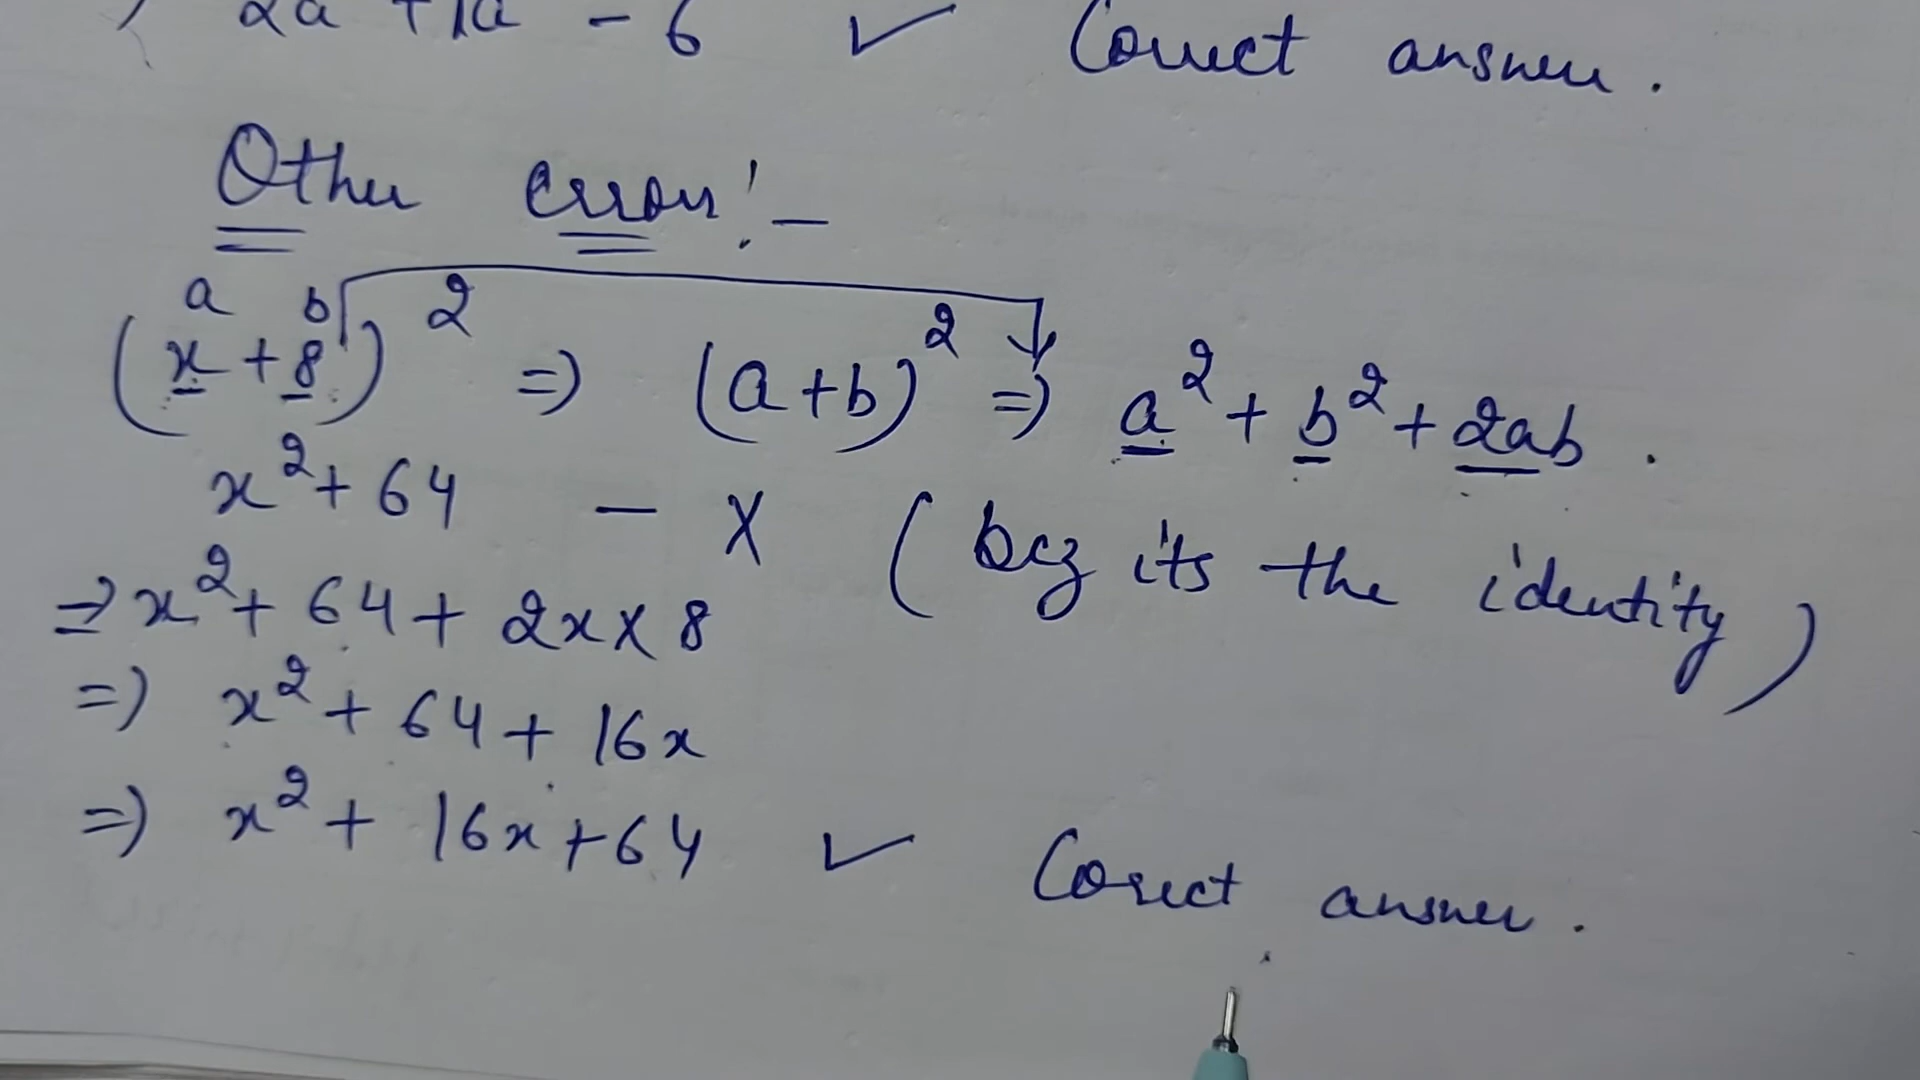 2a + 1a - 6 ✓ Correct answer.
Other error:-
a b
(x + 8)² => (a+b)² => a² + b² + 2ab .
x² + 64 - X (bcz its the identity)
=> x² + 64 + 2x × 8
=> x² + 64 + 16x
=> x² + 16x + 64 ✓ Corect answer.